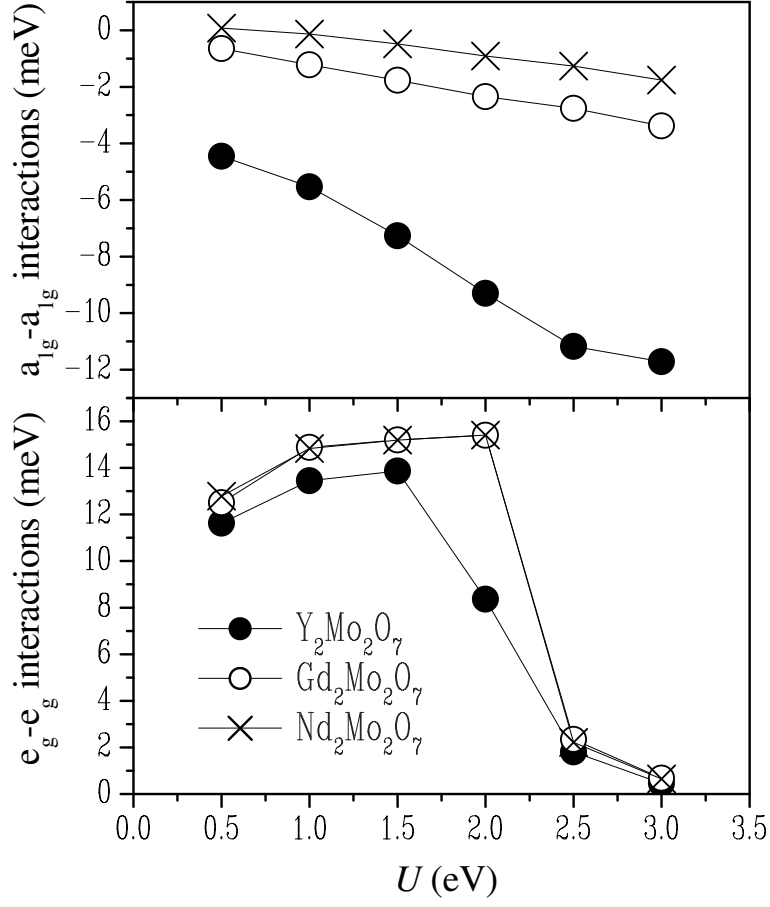 a₁g-a₁g interactions (meV)
0
−2
−4
−6
−8
−10
−12
e_g-e_g interactions (meV)
16
14
12
10
8
6
4
2
0
Y₂Mo₂O₇
Gd₂Mo₂O₇
Nd₂Mo₂O₇
0.0 0.5 1.0 1.5 2.0 2.5 3.0 3.5
U (eV)